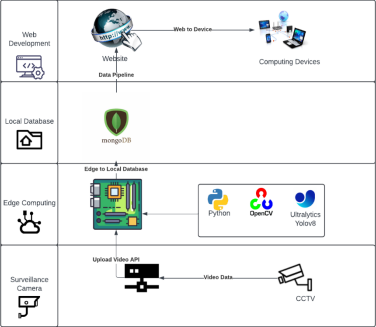 Web
Development
http://
Web to Device
Website
Computing Devices
Data Pipeline
Local Database
mongoDB
Edge to Local Database
Edge Computing
Python
OpenCV
Ultralytics
Yolov8
Upload Video API
Surveillance
Camera
Video Data
CCTV